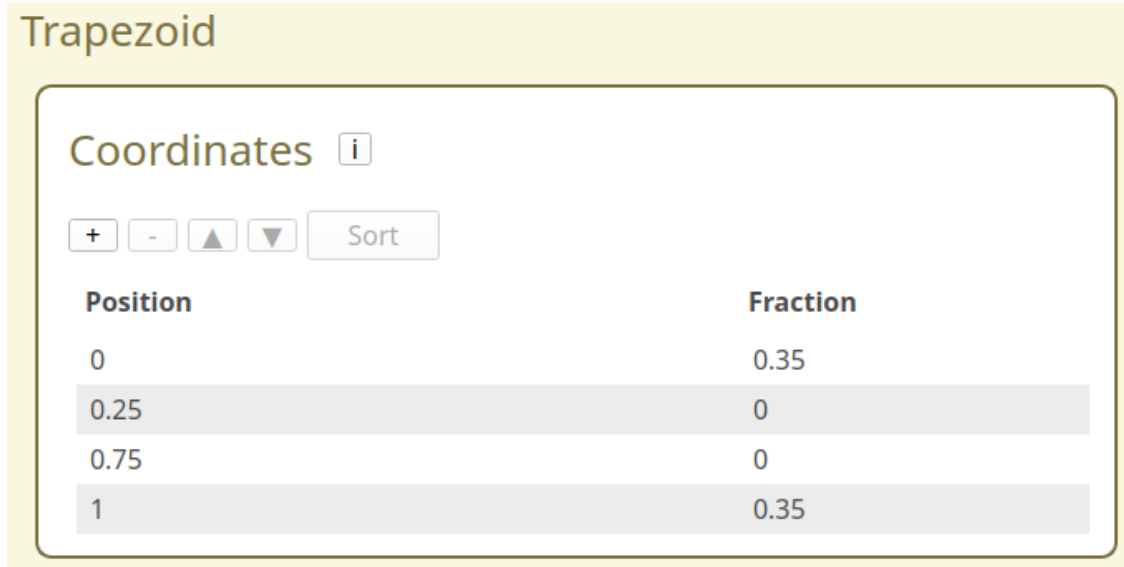 Trapezoid
Coordinates i
+ - ▲ ▼ Sort
Position Fraction
0 0.35
0.25 0
0.75 0
1 0.35